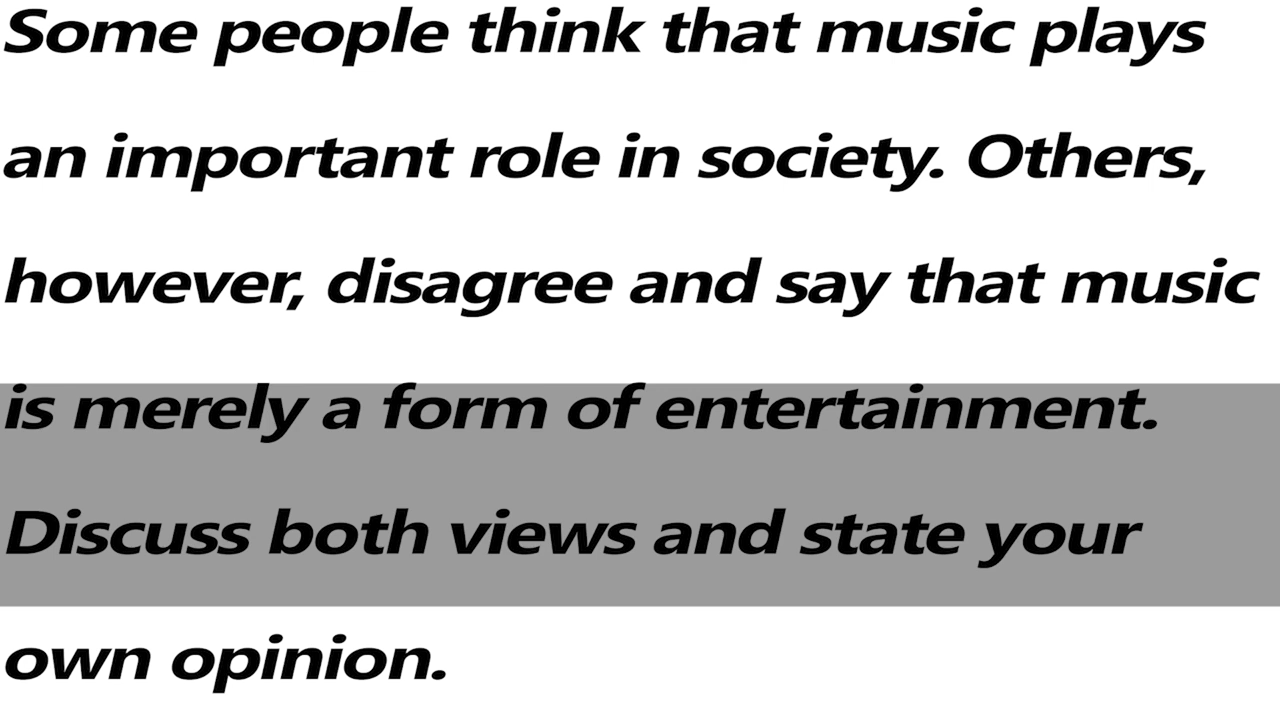 Some people think that music plays
an important role in society. Others,
however, disagree and say that music
is merely a form of entertainment.
Discuss both views and state your
own opinion.